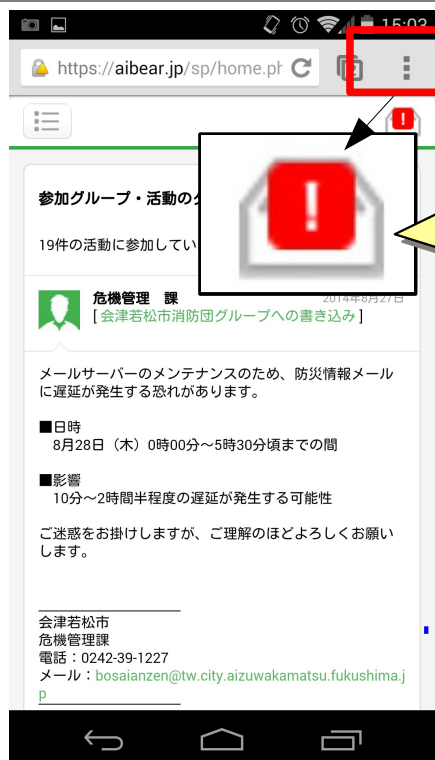 15:03
https://aibear.jp/sp/home.ph
参加グループ・活動の
19件の活動に参加してい
危機管理 課
2014年8月27日
[会津若松市消防団グループへの書き込み]
メールサーバーのメンテナンスのため、防災情報メール
に遅延が発生する恐れがあります。
■日時
8月28日(木)0時00分～5時30分頃までの間
■影響
10分～2時間半程度の遅延が発生する可能性
ご迷惑をお掛けしますが、ご理解のほどよろしくお願い
します。
会津若松市
危機管理課
電話：0242-39-1227
メール：bosaianzen@tw.city.aizuwakamatsu.fukushima.j
p